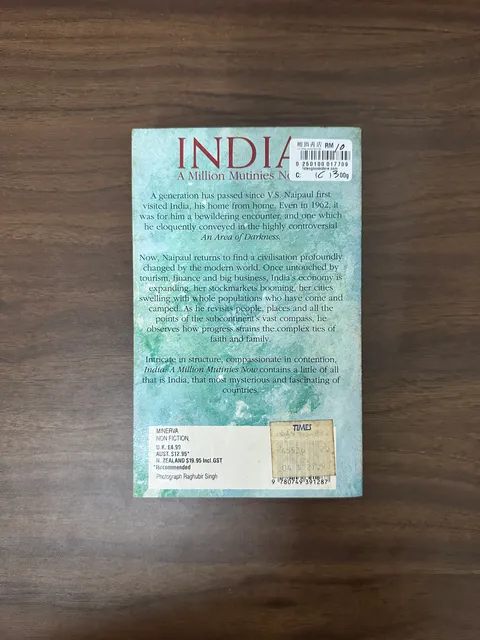 INDIA
A Million Mutinies No
RM 10
9 250100 017709
C:
A generation has passed since V.S. Naipaul first
visited India, his home from home. Even in 1962, it
was for him a bewildering encounter, and one which
he eloquently conveyed in the highly controversial
An Area of Darkness.
Now, Naipaul returns to find a civilisation profoundly
changed by the modern world. Once untouched by
tourism, finance and big business, India's economy is
expanding, her stockmarkets booming, her cities
swelling with whole populations who have come and
camped. As he revisits people, places and all the
points of the subcontinent's vast compass, he
observes how progress strains the complex ties of
faith and family.
Intricate in structure, compassionate in contention,
India: A Million Mutinies Now contains a little of all
that is India, that most mysterious and fascinating of
countries.
MINERVA
NON FICTION
U.K. £4.99
AUST. $12.95*
N. ZEALAND $19.95 Incl.GST
*Recommended
Photograph Raghubir Singh
TIMES
9 780749 391287